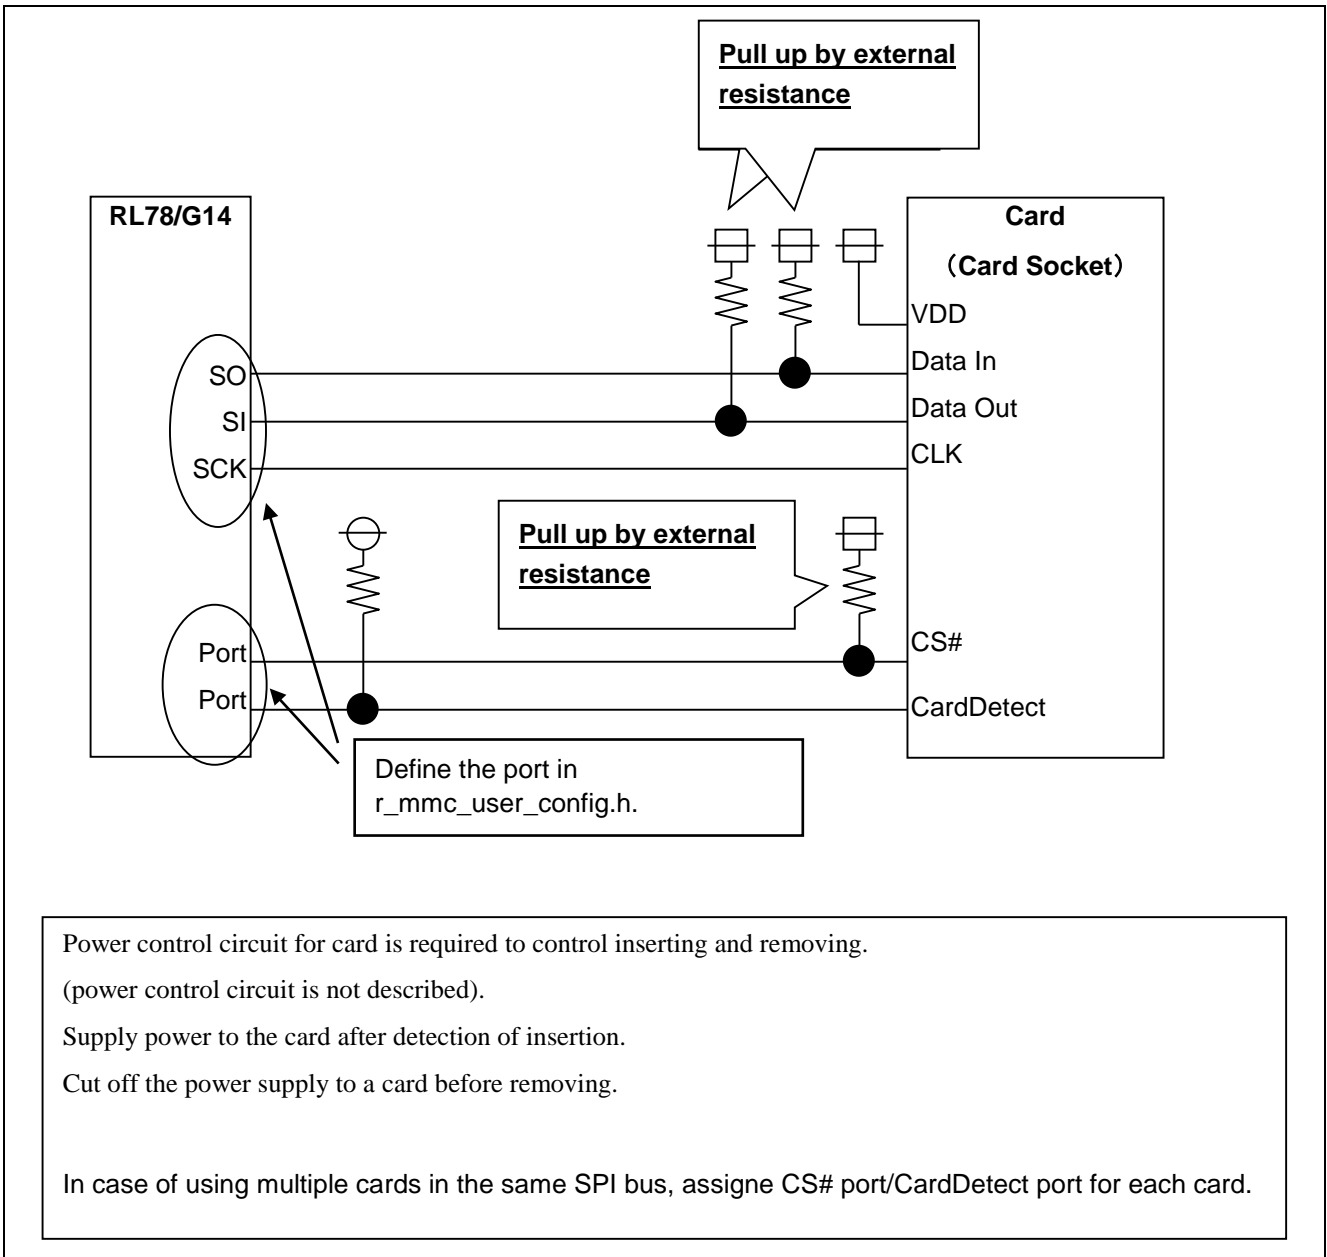 Pull up by external
resistance
RL78/G14
Card
（Card Socket）
VDD
Data In
Data Out
CLK
SO
SI
SCK
Pull up by external
resistance
Port
Port
CS#
CardDetect
Define the port in
r_mmc_user_config.h.
Power control circuit for card is required to control inserting and removing.
(power control circuit is not described).
Supply power to the card after detection of insertion.
Cut off the power supply to a card before removing.
In case of using multiple cards in the same SPI bus, assigne CS# port/CardDetect port for each card.